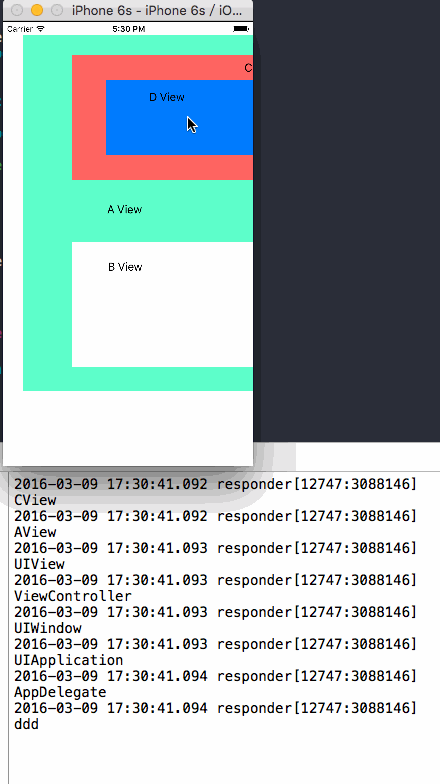 iPhone 6s - iPhone 6s / iO...
Carrier 5:30 PM
C
D View
A View
B View
2016-03-09 17:30:41.092 responder[12747:3088146]
CView
2016-03-09 17:30:41.092 responder[12747:3088146]
AView
2016-03-09 17:30:41.093 responder[12747:3088146]
UIView
2016-03-09 17:30:41.093 responder[12747:3088146]
ViewController
2016-03-09 17:30:41.093 responder[12747:3088146]
UIWindow
2016-03-09 17:30:41.093 responder[12747:3088146]
UIApplication
2016-03-09 17:30:41.094 responder[12747:3088146]
AppDelegate
2016-03-09 17:30:41.094 responder[12747:3088146]
ddd